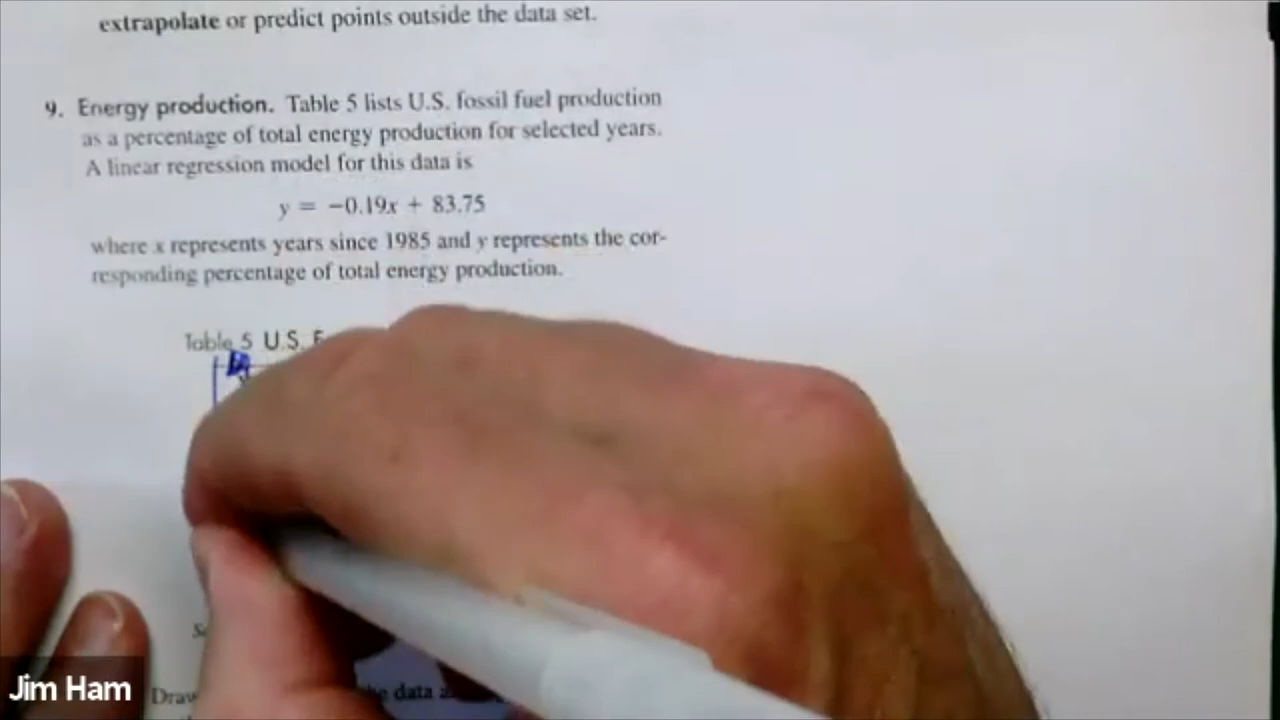 extrapolate or predict points outside the data set.
9. Energy production. Table 5 lists U.S. fossil fuel production
as a percentage of total energy production for selected years.
A linear regression model for this data is
y = −0.19x + 83.75
where x represents years since 1985 and y represents the cor-
responding percentage of total energy production.
Table 5 U.S.
Draw
data
Jim Ham